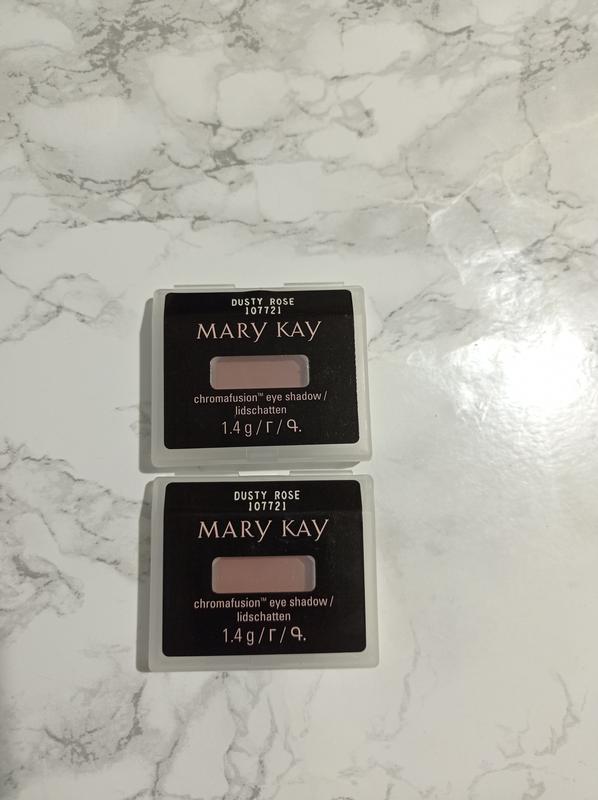 DUSTY ROSE
107721
MARY KAY
chromafusion™ eye shadow /
lidschatten
1.4 g / Г / Գ.
DUSTY ROSE
107721
MARY KAY
chromafusion™ eye shadow /
lidschatten
1.4 g / Г / Գ.